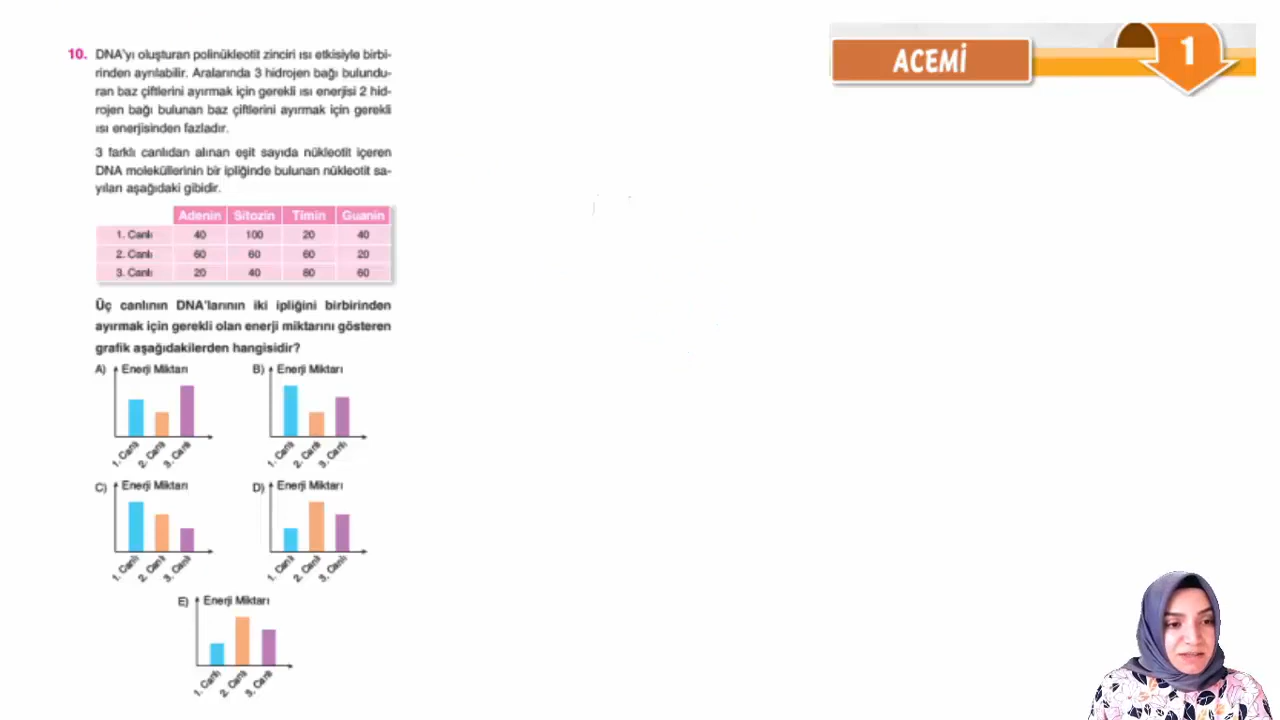 10. DNA'yı oluşturan polinükleotit zinciri ısı etkisiyle birbi-
rinden ayrılabilir. Aralarında 3 hidrojen bağı bulundu-
ran baz çiftlerini ayırmak için gerekli ısı enerjisi 2 hid-
rojen bağı bulunan baz çiftlerini ayırmak için gerekli
ısı enerjisinden fazladır.
3 farklı canlıdan alınan eşit sayıda nükleotit içeren
DNA moleküllerinin bir ipliğinde bulunan nükleotit sa-
yıları aşağıdaki gibidir.
Adenin Sitozin Timin Guanin
1. Canlı 40 100 20 40
2. Canlı 60 60 60 20
3. Canlı 20 40 80 60
Üç canlının DNA'larının iki ipliğini birbirinden
ayırmak için gerekli olan enerji miktarını gösteren
grafik aşağıdakilerden hangisidir?
A) Enerji Miktarı
1. Canlı 2. Canlı 3. Canlı
B) Enerji Miktarı
1. Canlı 2. Canlı 3. Canlı
C) Enerji Miktarı
1. Canlı 2. Canlı 3. Canlı
D) Enerji Miktarı
1. Canlı 2. Canlı 3. Canlı
E) Enerji Miktarı
1. Canlı 2. Canlı 3. Canlı
ACEMİ
1